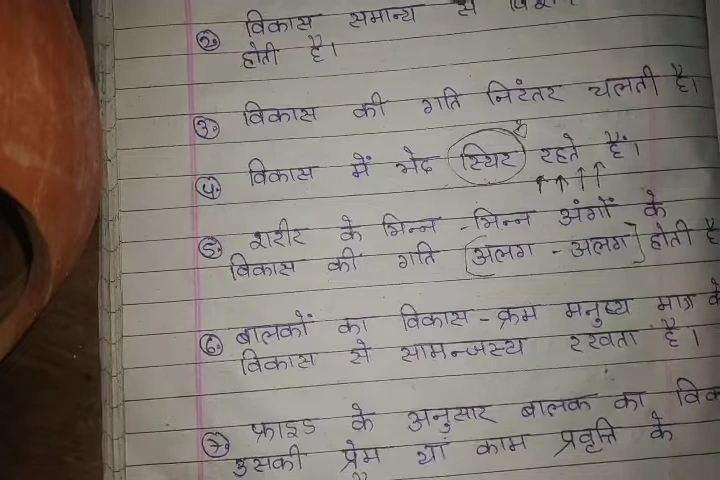 ② विकास समान्य से
होती है।
③ विकास की गति निरंतर चलती है।
④ विकास में भेद स्थिर रहते हैं।
⑤ शरीर के भिन्न - भिन्न अंगों के
विकास की गति [अलग - अलग] होती है
⑥ बालकों का विकास - क्रम मनुष्य मात्र के
विकास से सामन्जस्य रखता है।
⑦ फ्राइड के अनुसार बालक का
उसकी प्रेम यां काम प्रवृत्ति के